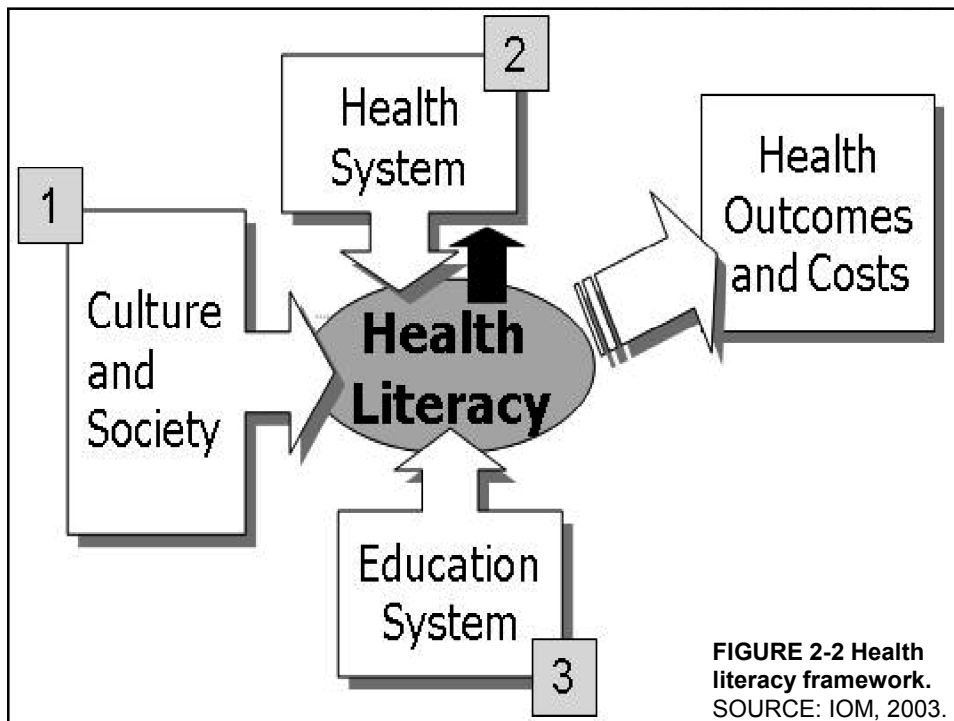 1
Culture
and
Society
2
Health
System
Health
Literacy
Education
System
3
Health
Outcomes
and Costs
FIGURE 2-2 Health
literacy framework.
SOURCE: IOM, 2003.